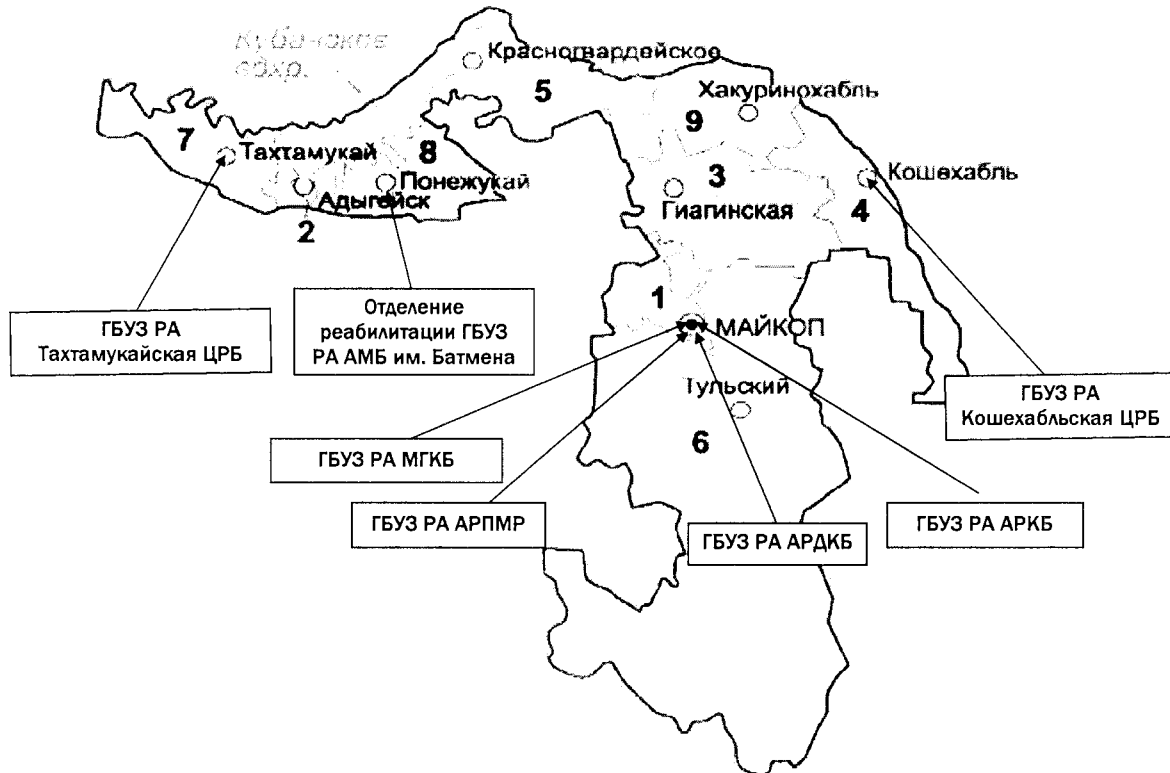 Красногвардейское
5
Хакуринохабль
9
7
Тахтамукай
8
3
Кошехабль
Понежукай
4
Адыгейск
Гиагинская
2
1
МАЙКОП
ГБУЗ РА
Тахтамукайская ЦРБ
Отделение
реабилитации ГБУЗ
РА АМБ им. Батмена
Тульский
ГБУЗ РА
Кошехабльская ЦРБ
6
ГБУЗ РА МГКБ
ГБУЗ РА АРПМР
ГБУЗ РА АРДКБ
ГБУЗ РА АРКБ